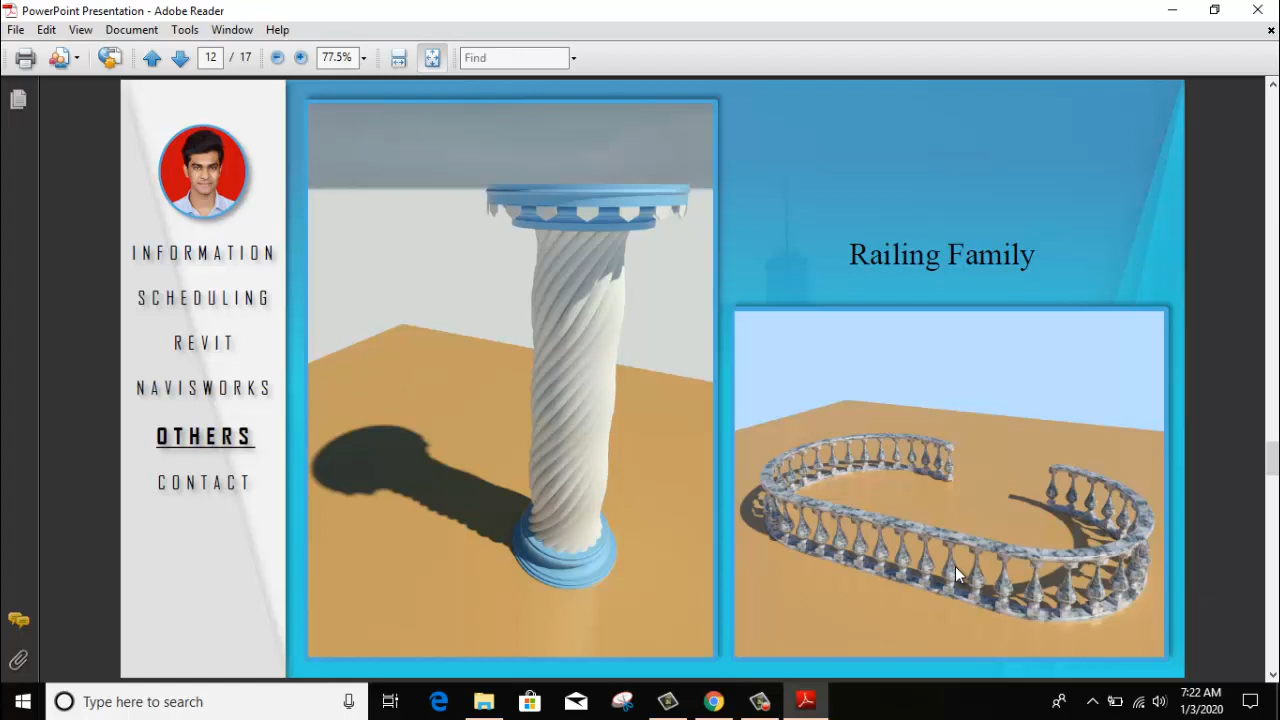 PowerPoint Presentation - Adobe Reader
File Edit View Document Tools Window Help
12 / 17 77.5% Find
INFORMATION
SCHEDULING
REVIT
NAVISWORKS
OTHERS
CONTACT
Railing Family
Type here to search
7:22 AM
1/3/2020